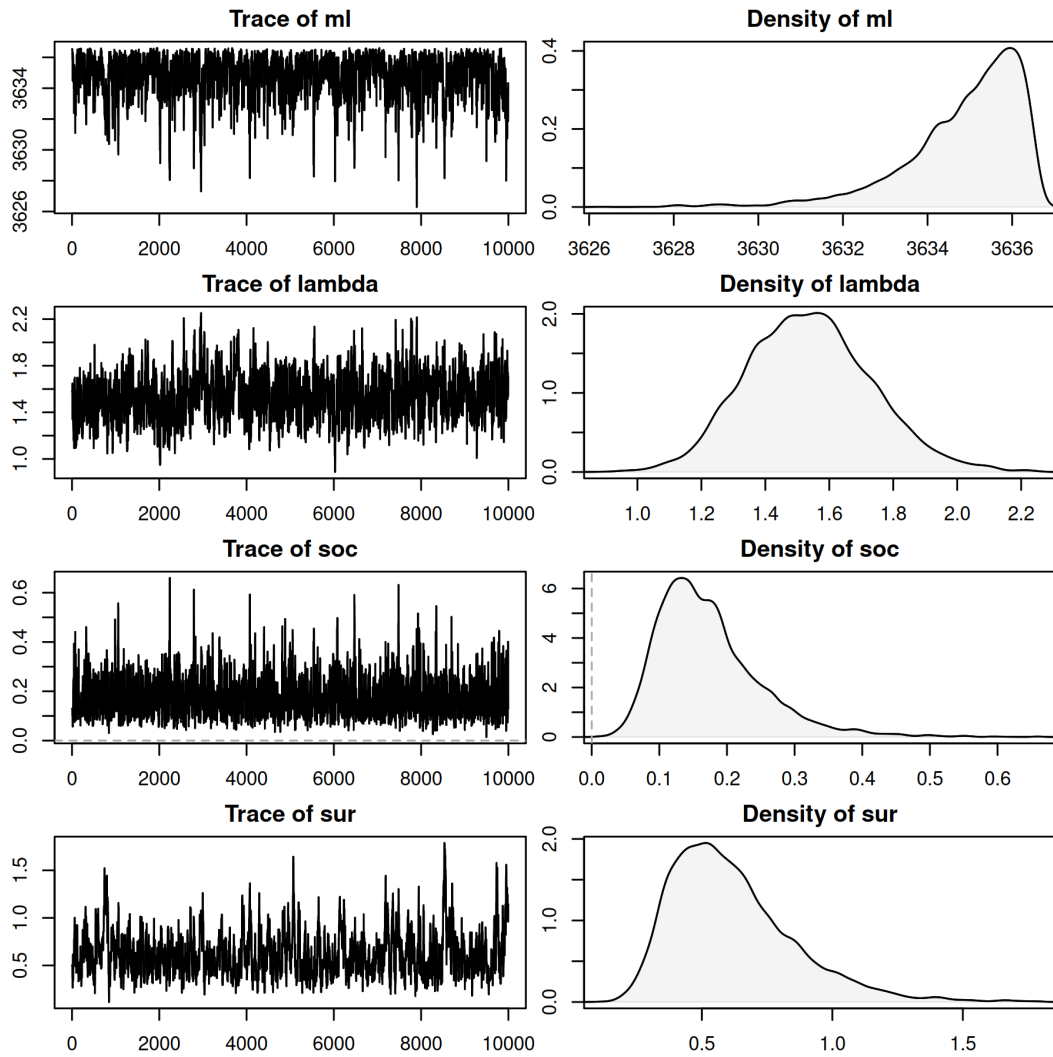 Trace of ml
Density of ml
3626 3630 3634
0 2000 4000 6000 8000 10000
0.0 0.2 0.4
3626 3628 3630 3632 3634 3636
Trace of lambda
Density of lambda
1.0 1.4 1.8 2.2
0 2000 4000 6000 8000 10000
0.0 1.0 2.0
1.0 1.2 1.4 1.6 1.8 2.0 2.2
Trace of soc
Density of soc
0.0 0.2 0.4 0.6
0 2000 4000 6000 8000 10000
0 2 4 6
0.0 0.1 0.2 0.3 0.4 0.5 0.6
Trace of sur
Density of sur
0.5 1.0 1.5
0 2000 4000 6000 8000 10000
0.0 1.0 2.0
0.5 1.0 1.5